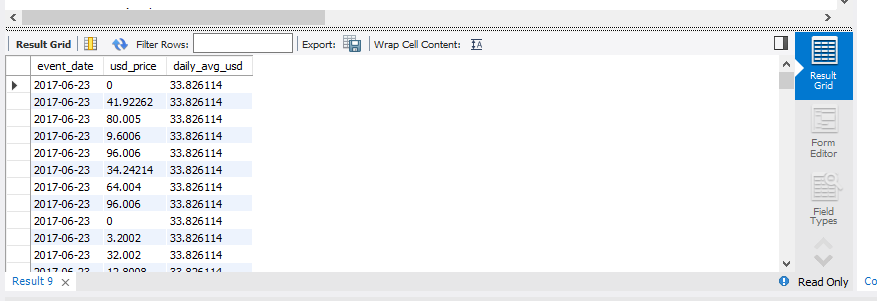 Result Grid Filter Rows: Export: Wrap Cell Content:
event_date usd_price daily_avg_usd
2017-06-23 0 33.826114
2017-06-23 41.92262 33.826114
2017-06-23 80.005 33.826114
2017-06-23 9.6006 33.826114
2017-06-23 96.006 33.826114
2017-06-23 34.24214 33.826114
2017-06-23 64.004 33.826114
2017-06-23 96.006 33.826114
2017-06-23 0 33.826114
2017-06-23 3.2002 33.826114
2017-06-23 32.002 33.826114
2017-06-23 12.8008 33.826114
Result
Grid
Form
Editor
Field
Types
Result 9 Read Only Co